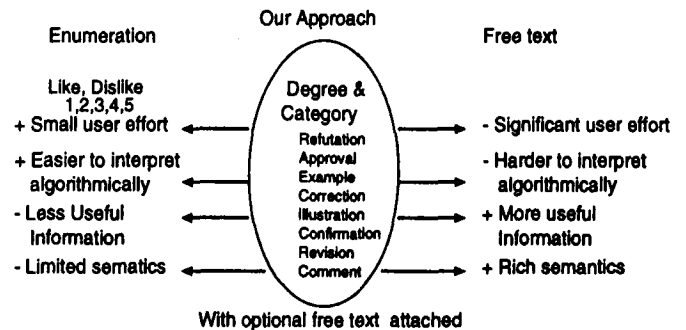 Our Approach
Enumeration
Free text
Like, Dislike
1,2,3,4,5
+ Small user effort
+ Easier to interpret
algorithmically
- Less Useful
Information
- Limited sematics
Degree &
Category
Refutation
Approval
Example
Correction
Illustration
Confirmation
Revision
Comment
- Significant user effort
- Harder to interpret
algorithmically
+ More useful
Information
+ Rich semantics
With optional free text attached